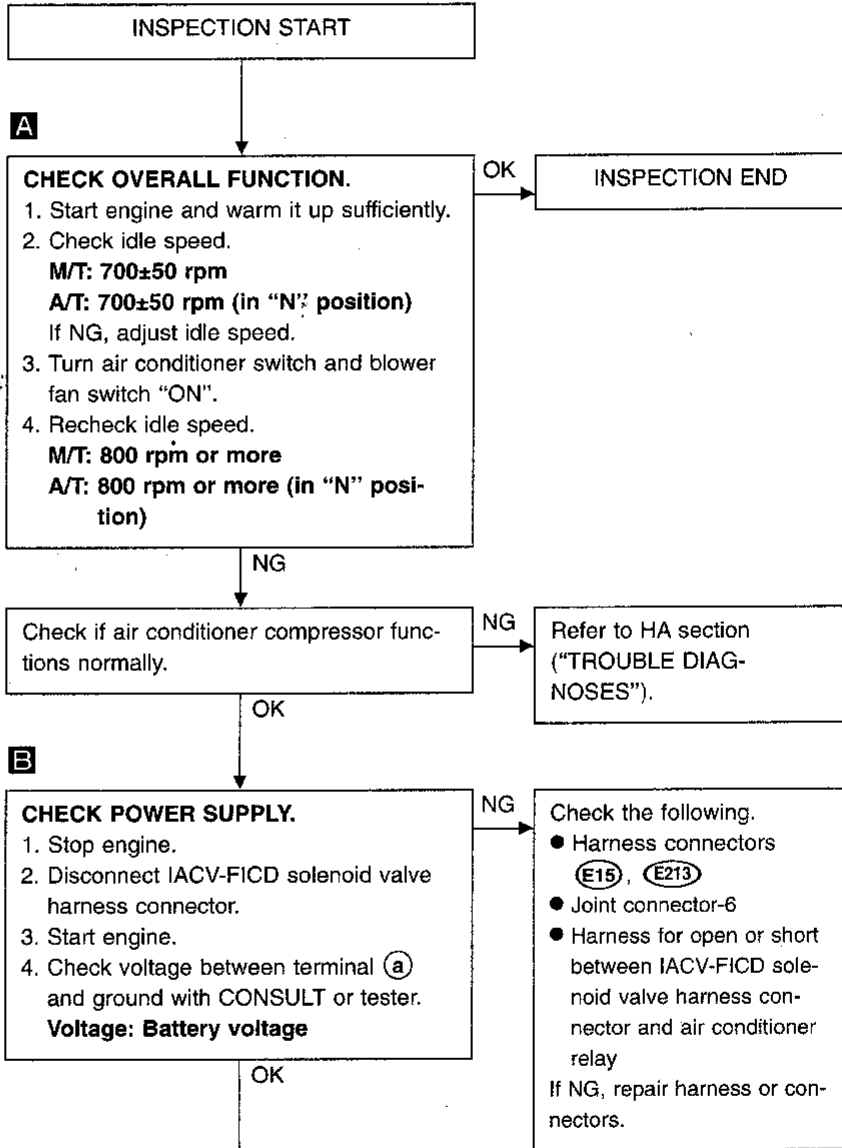 INSPECTION START
A
CHECK OVERALL FUNCTION.
1. Start engine and warm it up sufficiently.
2. Check idle speed.
M/T: 700±50 rpm
A/T: 700±50 rpm (in “N” position)
If NG, adjust idle speed.
3. Turn air conditioner switch and blower
fan switch “ON”.
4. Recheck idle speed.
M/T: 800 rpm or more
A/T: 800 rpm or more (in “N” posi-
tion)
OK
INSPECTION END
NG
Check if air conditioner compressor func-
tions normally.
NG
Refer to HA section
(“TROUBLE DIAG-
NOSES”).
OK
B
CHECK POWER SUPPLY.
1. Stop engine.
2. Disconnect IACV-FICD solenoid valve
harness connector.
3. Start engine.
4. Check voltage between terminal ⓐ
and ground with CONSULT or tester.
Voltage: Battery voltage
NG
Check the following.
● Harness connectors
E15, E213
● Joint connector-6
● Harness for open or short
between IACV-FICD sole-
noid valve harness con-
nector and air conditioner
relay
If NG, repair harness or con-
nectors.
OK